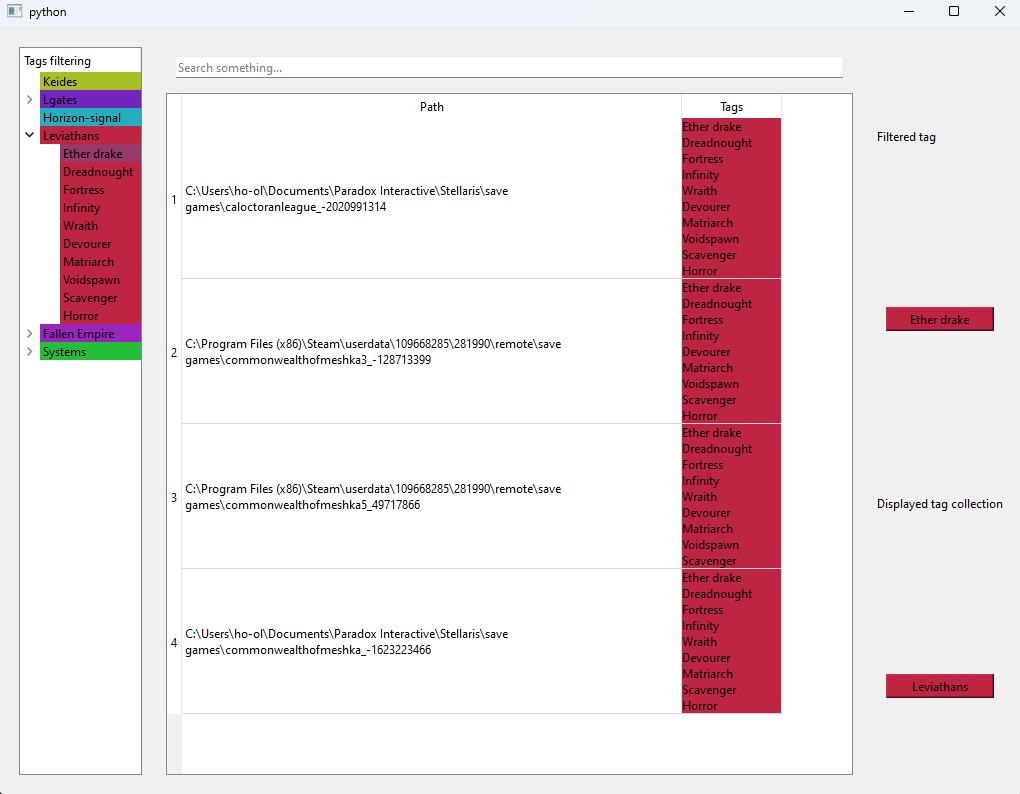 python
Tags filtering
Keides
Lgates
Horizon-signal
Leviathans
Ether drake
Dreadnought
Fortress
Infinity
Wraith
Devourer
Matriarch
Voidspawn
Scavenger
Horror
Fallen Empire
Systems
Search something...
Path
Tags
1
C:\Users\ho-ol\Documents\Paradox Interactive\Stellaris\save
games\caloctoranleague_-2020991314
Ether drake
Dreadnought
Fortress
Infinity
Wraith
Devourer
Matriarch
Voidspawn
Scavenger
Horror
2
C:\Program Files (x86)\Steam\userdata\109668285\281990\remote\save
games\commonwealthofmeshka3_-128713399
Ether drake
Dreadnought
Fortress
Infinity
Devourer
Matriarch
Voidspawn
Scavenger
Horror
3
C:\Program Files (x86)\Steam\userdata\109668285\281990\remote\save
games\commonwealthofmeshka5_49717866
Ether drake
Dreadnought
Fortress
Infinity
Wraith
Devourer
Matriarch
Voidspawn
Scavenger
4
C:\Users\ho-ol\Documents\Paradox Interactive\Stellaris\save
games\commonwealthofmeshka_-1623223466
Ether drake
Dreadnought
Fortress
Infinity
Wraith
Devourer
Matriarch
Scavenger
Horror
Filtered tag
Ether drake
Displayed tag collection
Leviathans